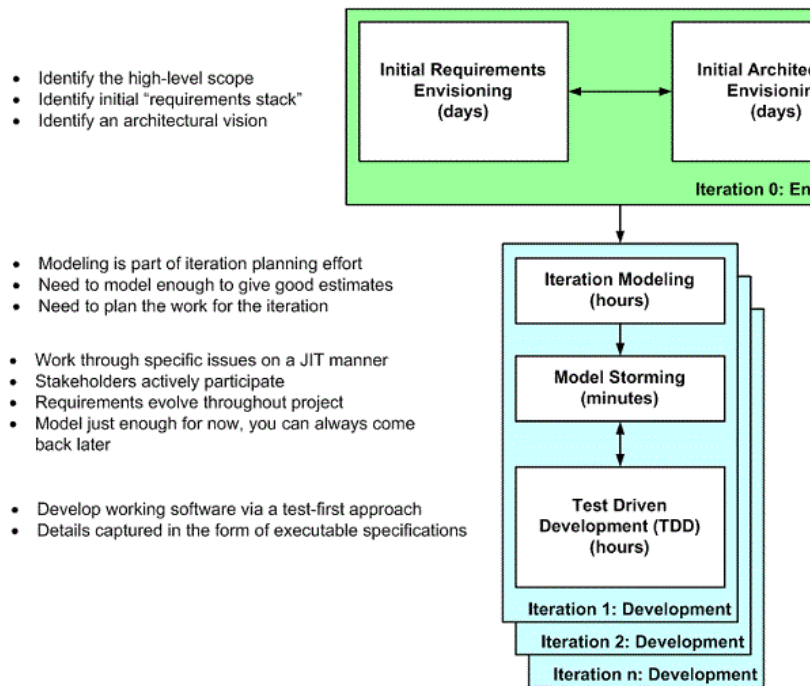 • Identify the high-level scope
• Identify initial “requirements stack”
• Identify an architectural vision
Initial Requirements
Envisioning
(days)
Initial
(days)
Iteration 0:
• Modeling is part of iteration planning effort
• Need to model enough to give good estimates
• Need to plan the work for the iteration
Iteration Modeling
(hours)
• Work through specific issues on a JIT manner
• Stakeholders actively participate
• Requirements evolve throughout project
• Model just enough for now, you can always come
back later
Model Storming
(minutes)
• Develop working software via a test-first approach
• Details captured in the form of executable specifications
Test Driven
Development (TDD)
(hours)
Iteration 1: Development
Iteration 2: Development
Iteration n: Development